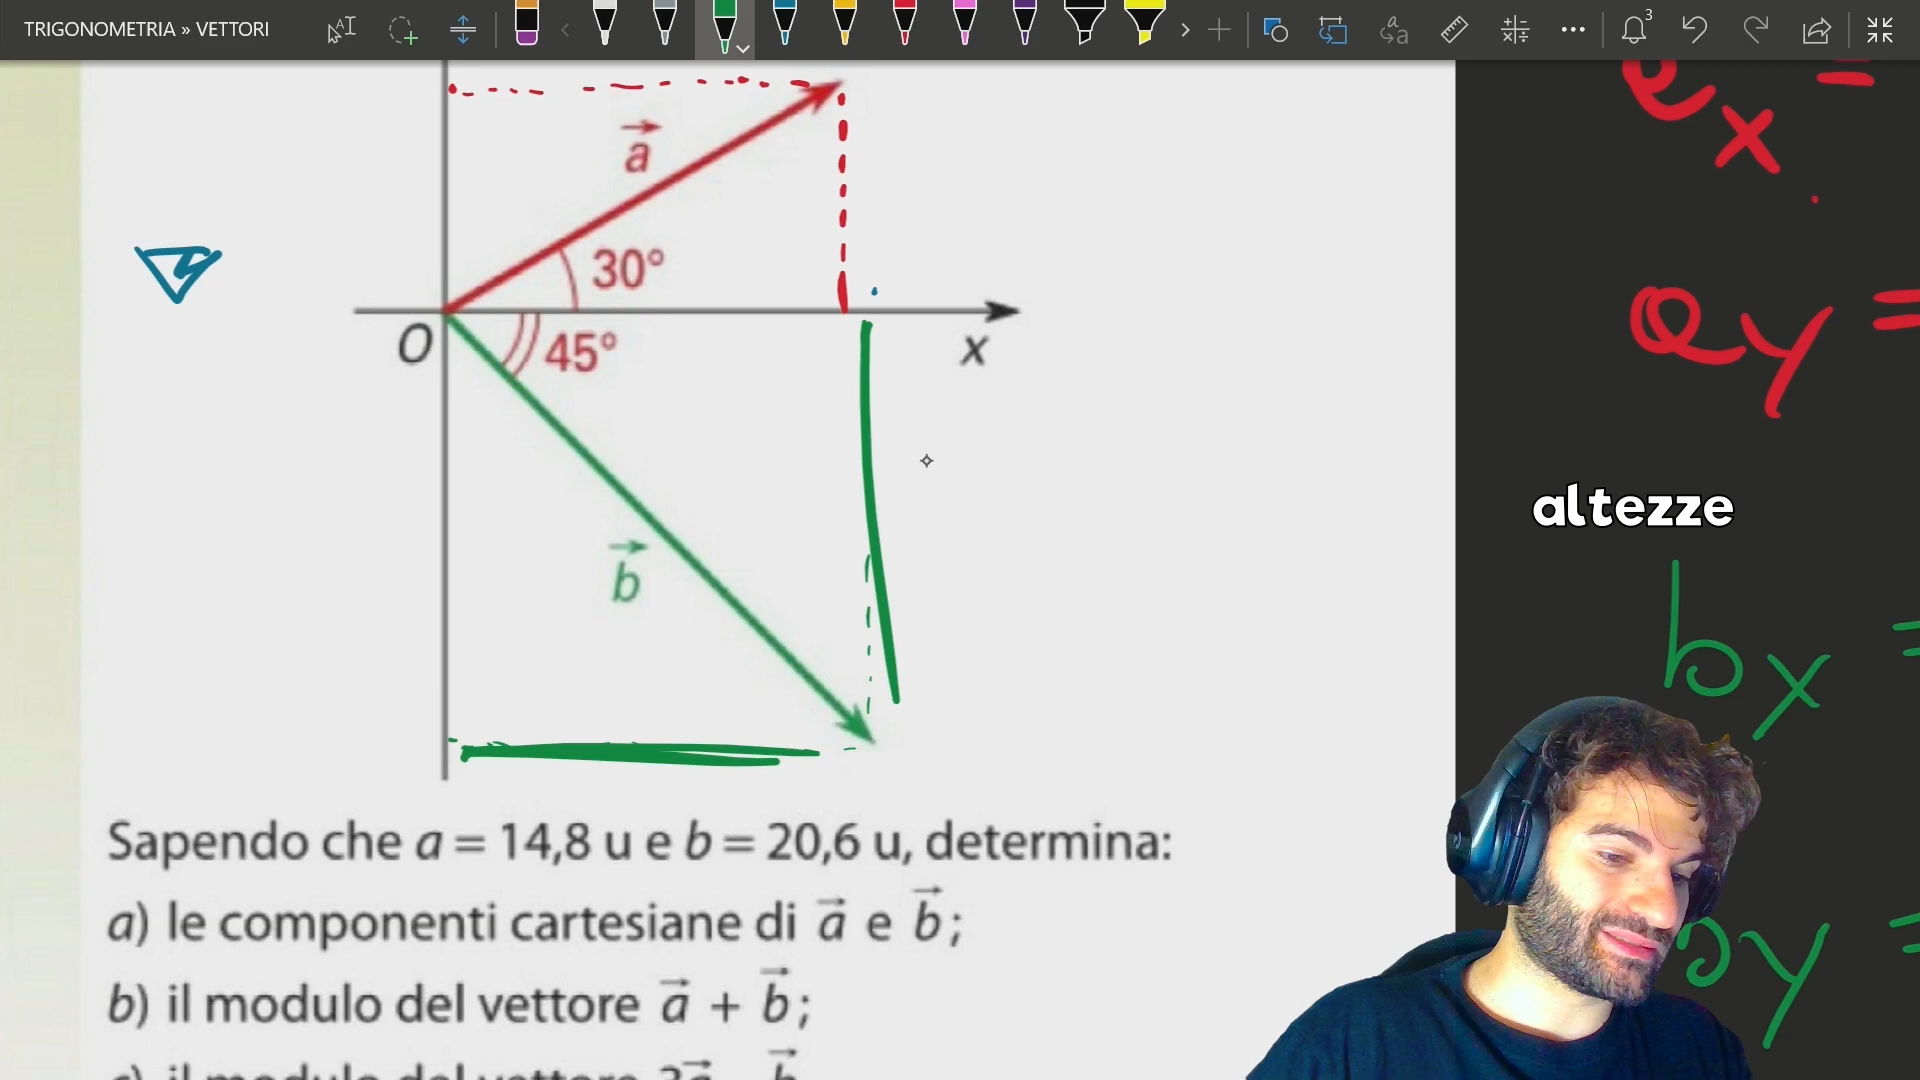 TRIGONOMETRIA » VETTORI
3
a
30°
O
45°
x
b
ex =
ey =
altezze
bx =
y =
Sapendo che a = 14,8 u e b = 20,6 u, determina:
a) le componenti cartesiane di a⃗ e b⃗;
b) il modulo del vettore a⃗ + b⃗;